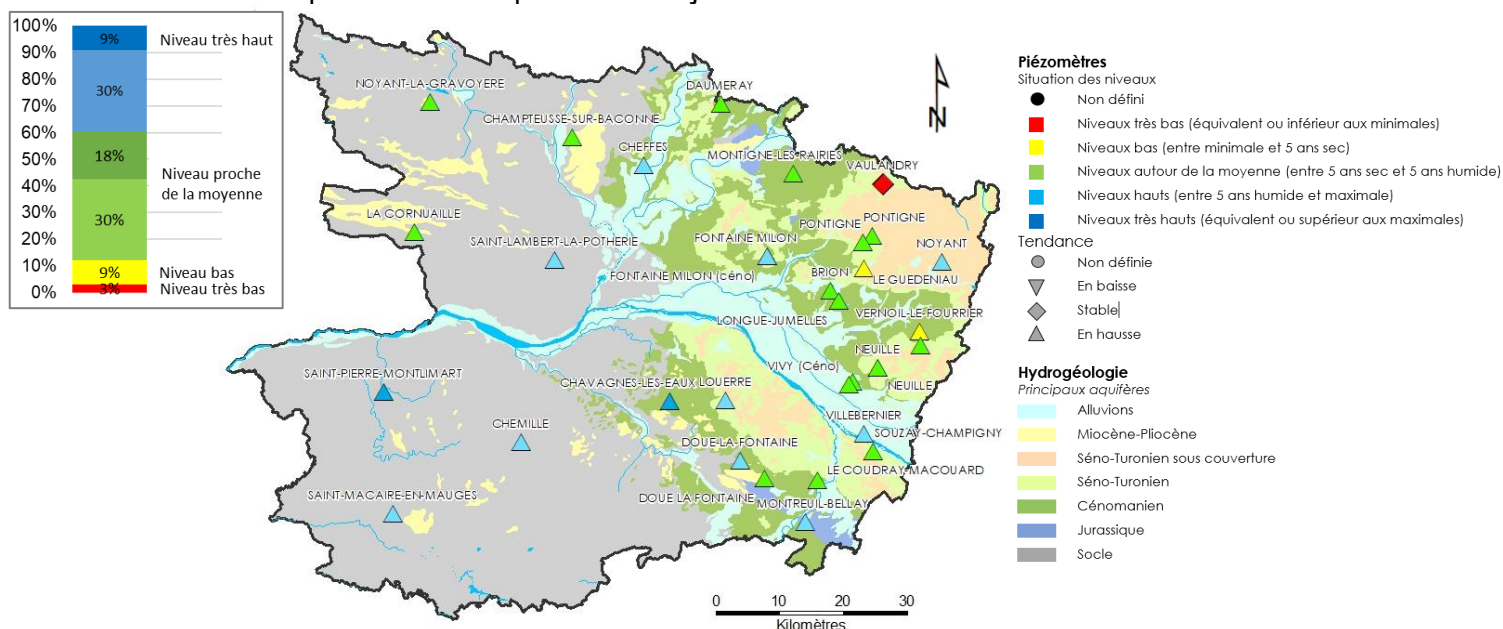 100%
90%
80%
70%
60%
50%
40%
30%
20%
10%
0%
9%
30%
18%
30%
9%
3%
Niveau très haut
Niveau proche
de la moyenne
Niveau bas
Niveau très bas
NOYANT-LA-GRAVOYERE
DAUMERAY
CHAMPTEUSSE-SUR-BACONNE
CHEFFES
MONTIGNE-LES-RAIRIES
VAULANDRY
LA CORNUAILLE
PONTIGNE
PONTIGNE
SAINT-LAMBERT-LA-POTHERIE
FONTAINE MILON
NOYANT
FONTAINE MILON (céno)
BRION
LE GUEDENIAU
LONGUE-JUMELLES
VERNOIL-LE-FOURRIER
NEUILLE
VIVY (Céno)
SAINT-PIERRE-MONTLIMART
CHAVAGNES-LES-EAUX
LOUERRE
NEUILLE
CHEMILLE
VILLEBERNIER
SOUZAY-CHAMPIGNY
DOUE-LA-FONTAINE
LE COUDRAY-MACOUARD
SAINT-MACAIRE-EN-MAUGES
DOUE LA FONTAINE
MONTREUIL-BELLAY
N
0 10 20 30
Kilomètres
Piézomètres
Situation des niveaux
Non défini
Niveaux très bas (équivalent ou inférieur aux minimales)
Niveaux bas (entre minimale et 5 ans sec)
Niveaux autour de la moyenne (entre 5 ans sec et 5 ans humide)
Niveaux hauts (entre 5 ans humide et maximale)
Niveaux très hauts (équivalent ou supérieur aux maximales)
Tendance
Non définie
En baisse
Stable
En hausse
Hydrogéologie
Principaux aquifères
Alluvions
Miocène-Pliocène
Séno-Turonien sous couverture
Séno-Turonien
Cénomanien
Jurassique
Socle